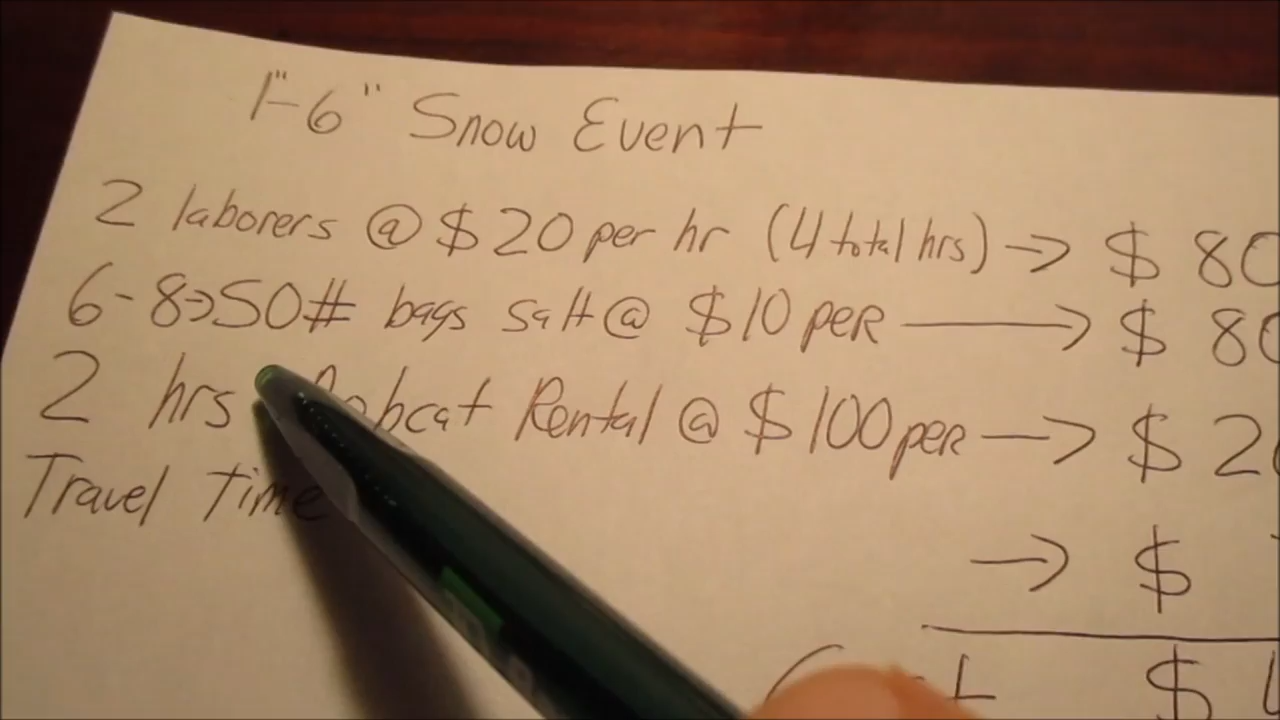 1"-6" Snow Event
2 laborers @ $20 per hr (4 total hrs) → $ 80
6-8→50# bags salt @ $10 per → $ 80
2 hrs Rental @ $100 per → $ 20
Travel Time
→ $
$